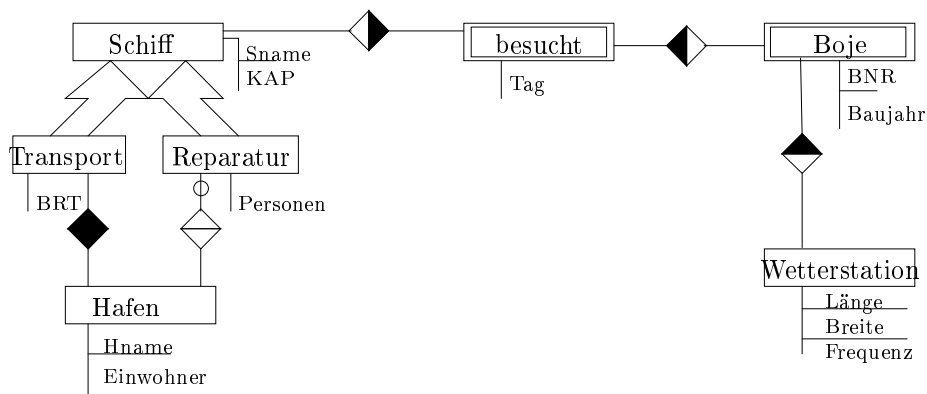 Schiff
besucht
Boje
Sname
KAP
Tag
BNR
Baujahr
Transport
Reparatur
BRT
Personen
Wetterstation
Hafen
Länge
Breite
Frequenz
Hname
Einwohner